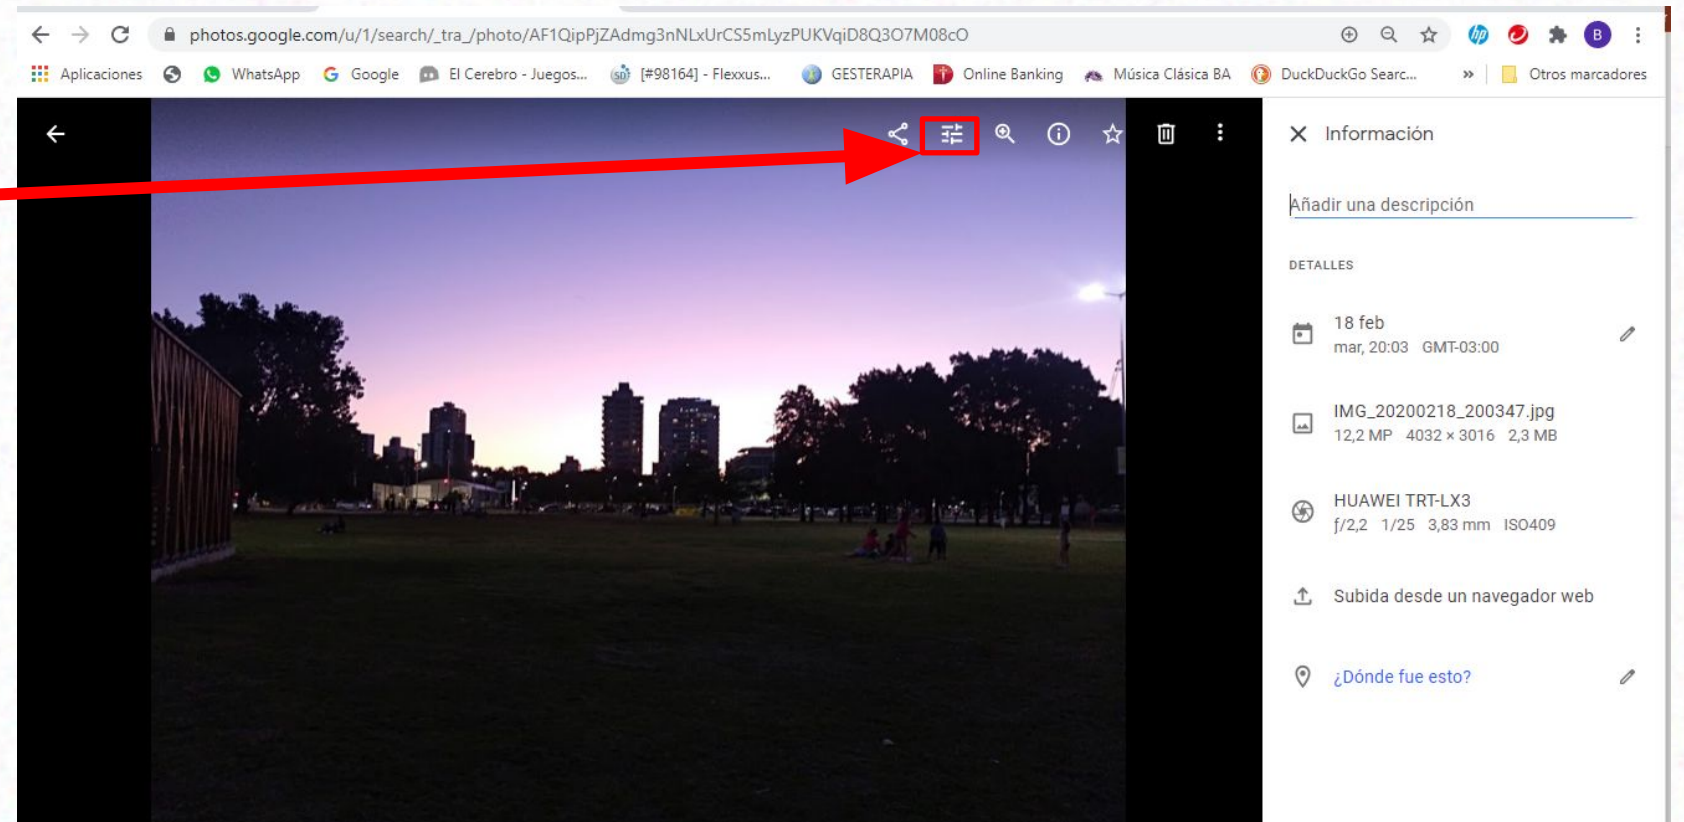 photos.google.com/u/1/search/_tra_/photo/AF1QipPjZAdmg3nNLxUrCS5mLyzPUKVqiD8Q3O7M08cO
B
Aplicaciones WhatsApp Google El Cerebro - Juegos... [#98164] - Flexxus... GESTERAPIA Online Banking Música Clásica BA DuckDuckGo Searc... » Otros marcadores
Información
Añadir una descripción
DETALLES
18 feb
mar, 20:03 GMT-03:00
IMG_20200218_200347.jpg
12,2 MP 4032 × 3016 2,3 MB
HUAWEI TRT-LX3
ƒ/2,2 1/25 3,83 mm ISO409
Subida desde un navegador web
¿Dónde fue esto?